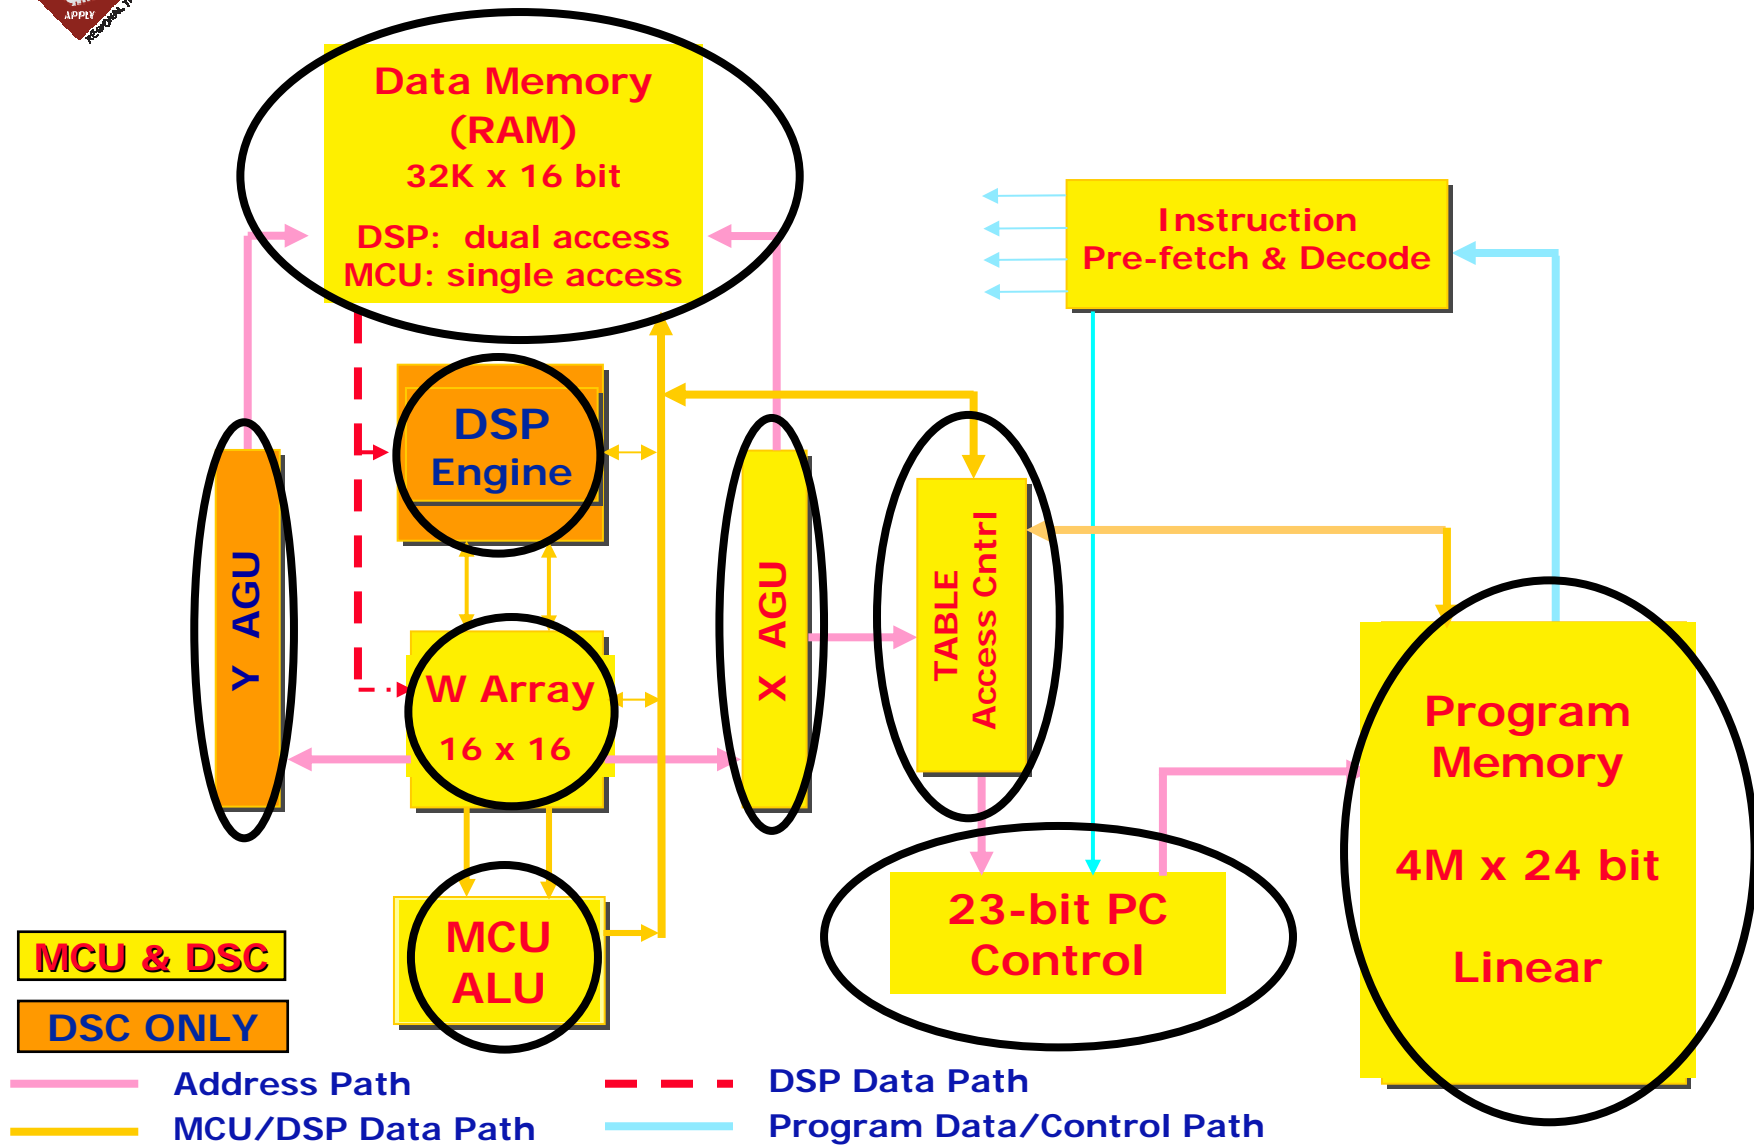 APPLY
Data Memory
(RAM)
32K x 16 bit
DSP: dual access
MCU: single access
Instruction
Pre-fetch & Decode
DSP
Engine
Y AGU
X AGU
TABLE
Access Cntrl
W Array
16 x 16
Program
Memory
4M x 24 bit
Linear
MCU
ALU
23-bit PC
Control
MCU & DSC
DSC ONLY
Address Path
DSP Data Path
MCU/DSP Data Path
Program Data/Control Path